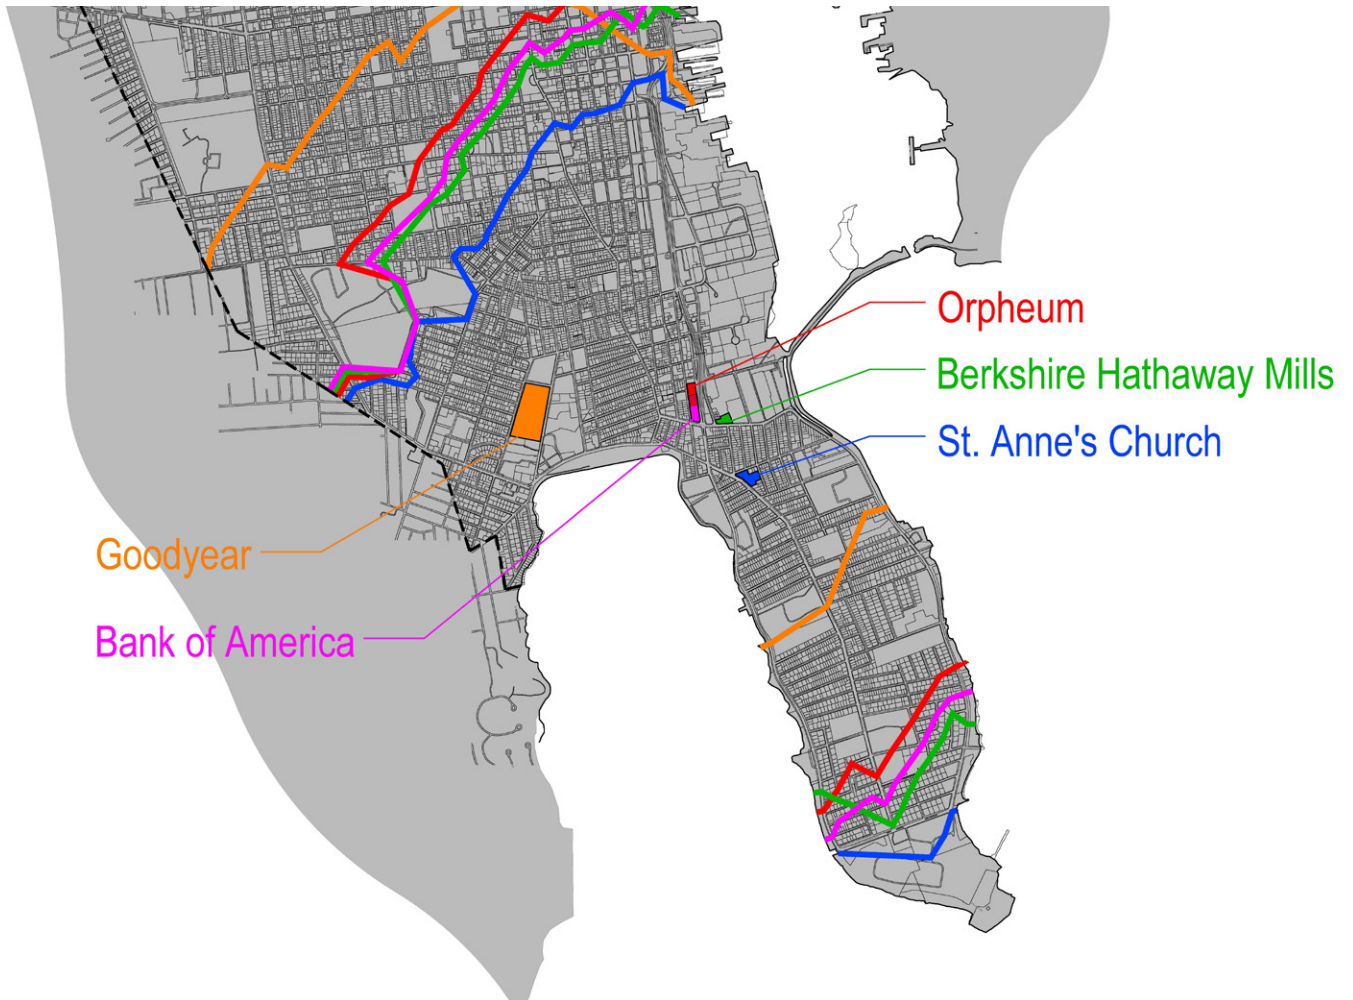 Orpheum
Berkshire Hathaway Mills
St. Anne's Church
Goodyear
Bank of America